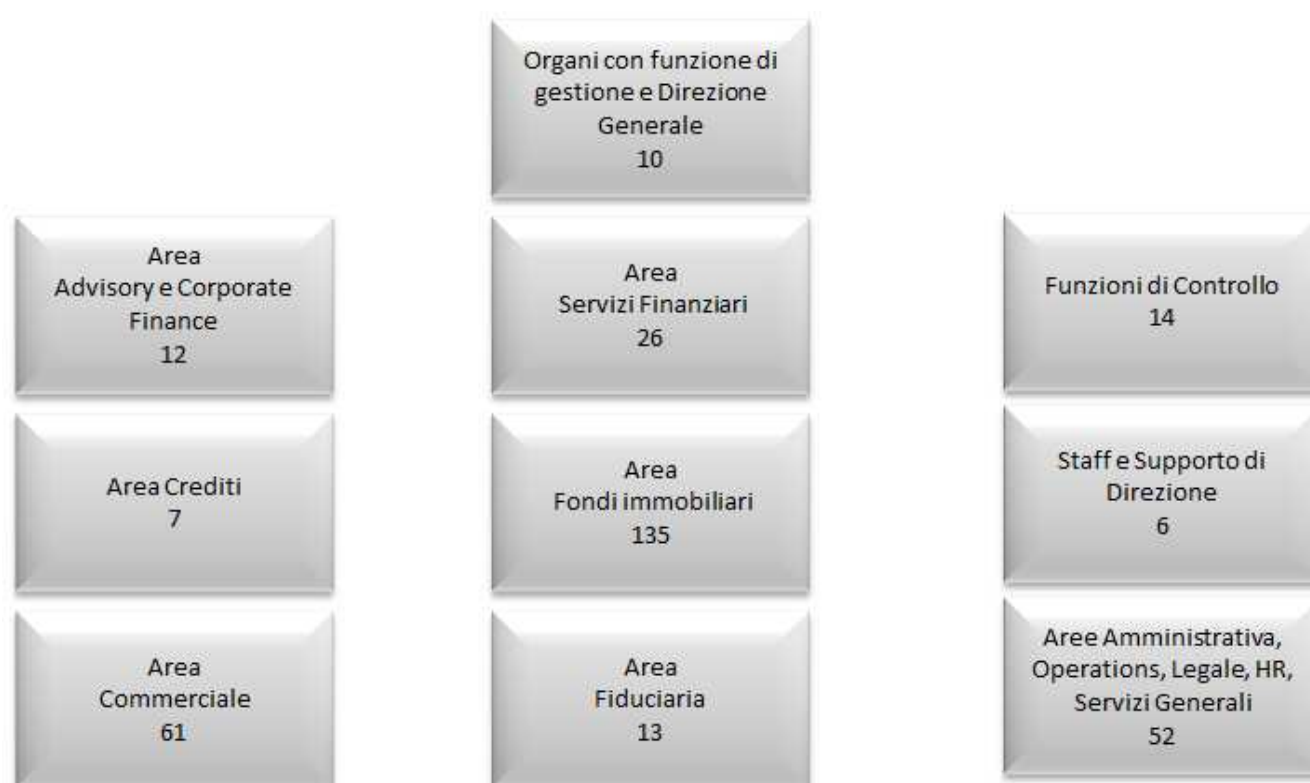 Organi con funzione di
gestione e Direzione
Generale
10
Area
Advisory e Corporate
Finance
12
Area
Servizi Finanziari
26
Funzioni di Controllo
14
Area Crediti
7
Area
Fondi immobiliari
135
Staff e Supporto di
Direzione
6
Area
Commerciale
61
Area
Fiduciaria
13
Aree Amministrativa,
Operations, Legale, HR,
Servizi Generali
52